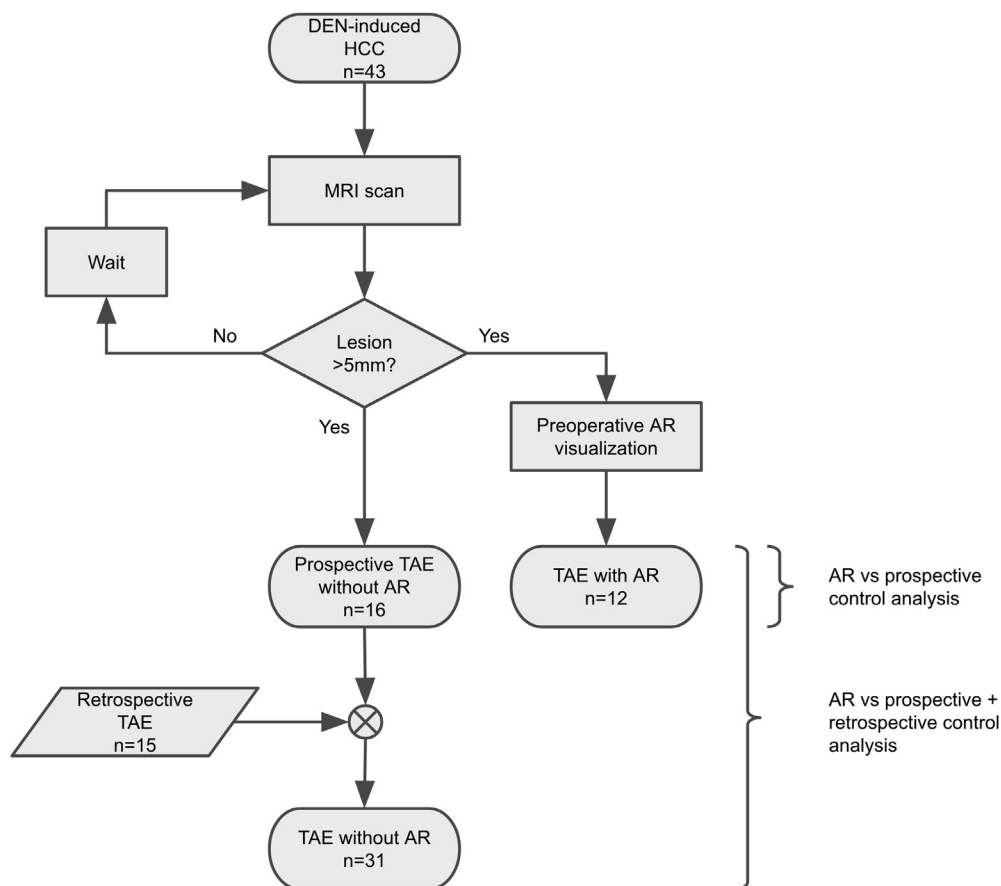 DEN-induced
HCC
n=43
MRI scan
Wait
No
Lesion
>5mm?
Yes
Yes
Preoperative AR
visualization
Prospective TAE
without AR
n=16
TAE with AR
n=12
AR vs prospective
control analysis
Retrospective
TAE
n=15
AR vs prospective +
retrospective control
analysis
TAE without AR
n=31